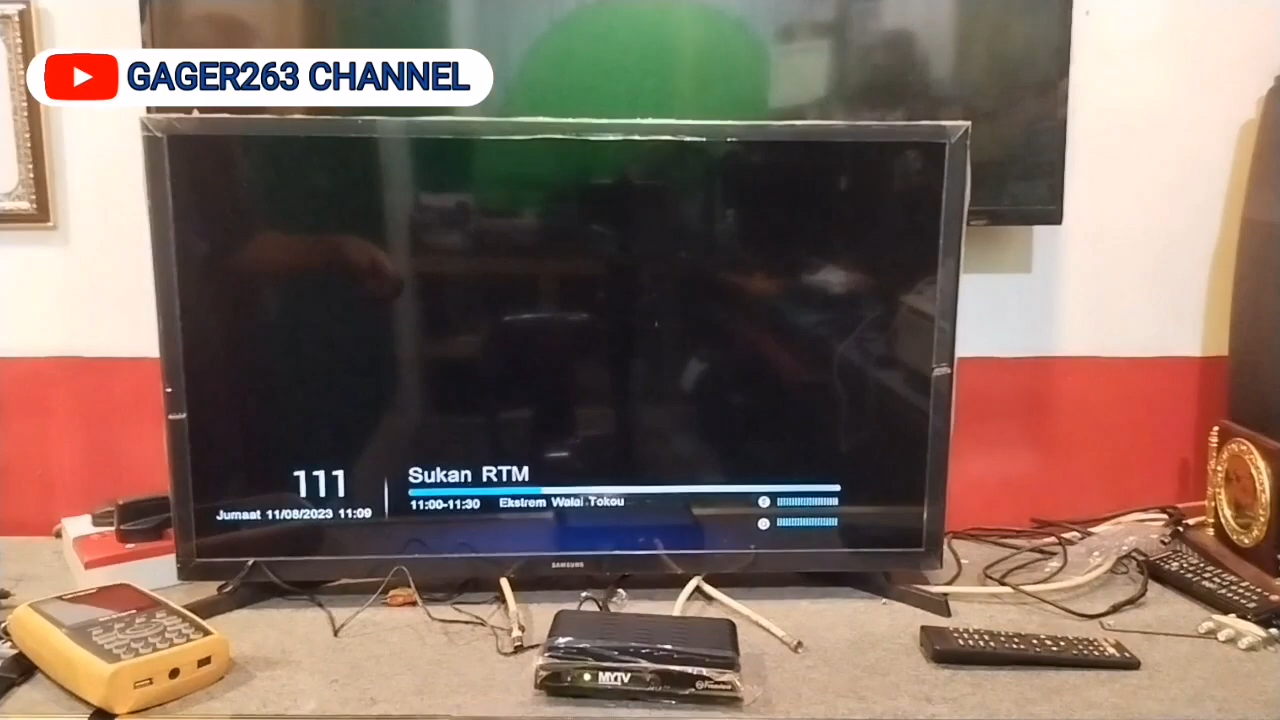 GAGER263 CHANNEL
111
Sukan RTM
Jumaat 11/08/2023 11:09
11:00-11:30 Ekstrem Walai Tokou
SAMSUNG
MYTV